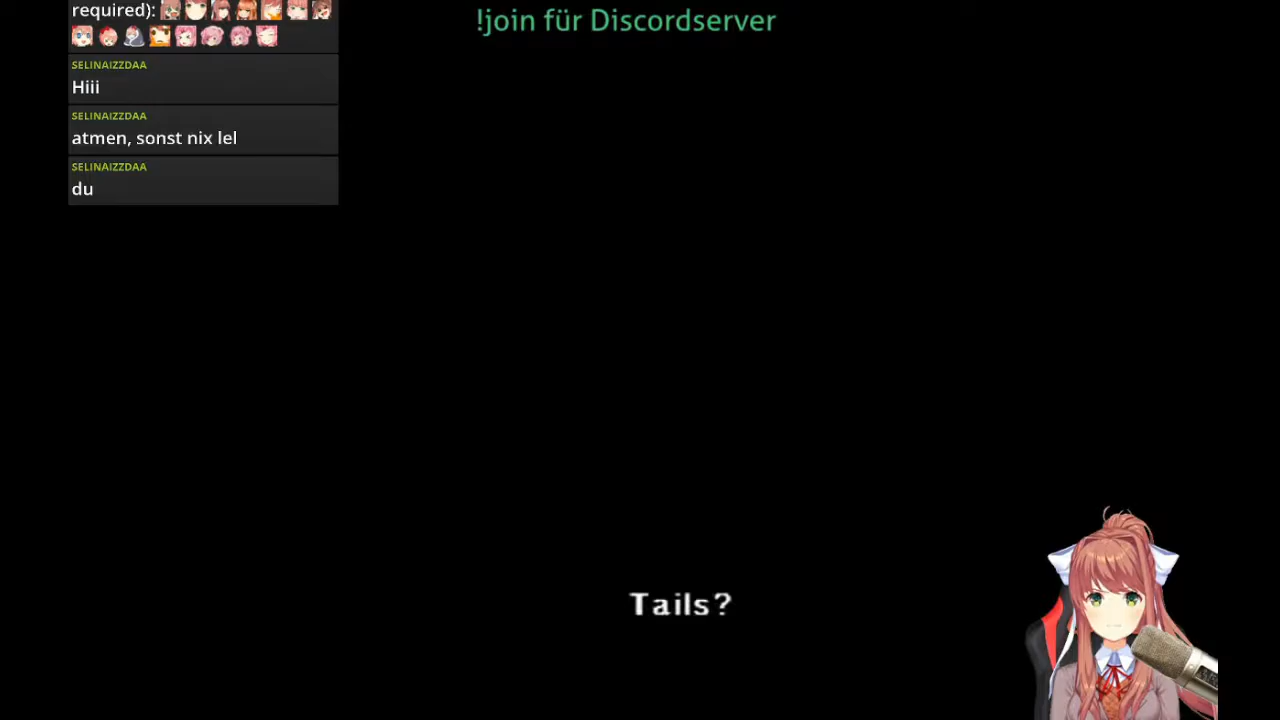 required):
SELINAIZZDAA
Hiii
SELINAIZZDAA
atmen, sonst nix lel
SELINAIZZDAA
du
!join für Discordserver
Tails?